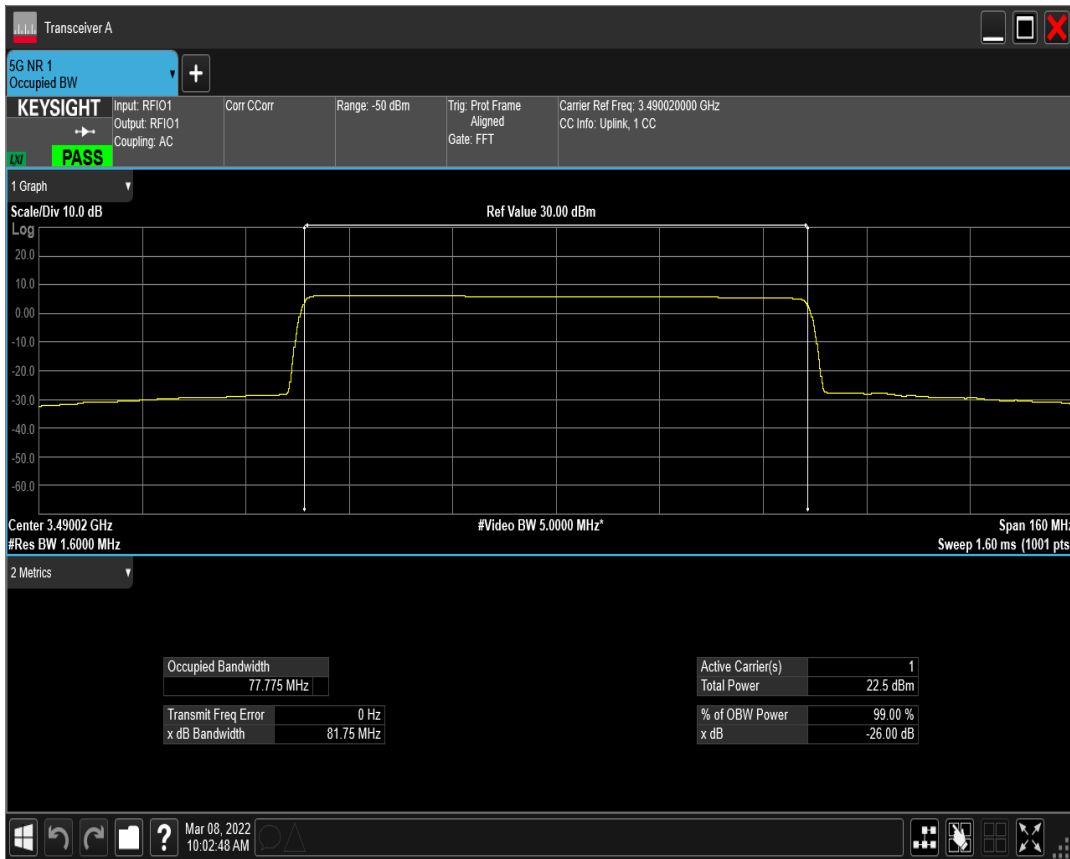 Transceiver A
5G NR 1
Occupied BW
KEYSIGHT
LXI
PASS
Input: RFIO1
Output: RFIO1
Coupling: AC
Corr CCorr
Range: -50 dBm
Trig: Prot Frame
Aligned
Gate: FFT
Carrier Ref Freq: 3.490020000 GHz
CC Info: Uplink, 1 CC
1 Graph
Scale/Div 10.0 dB
Ref Value 30.00 dBm
Log
20.0
10.0
0.00
-10.0
-20.0
-30.0
-40.0
-50.0
-60.0
Center 3.49002 GHz
#Video BW 5.0000 MHz*
Span 160 MHz
#Res BW 1.6000 MHz
Sweep 1.60 ms (1001 pts
2 Metrics
Occupied Bandwidth
77.775 MHz
Transmit Freq Error 0 Hz
x dB Bandwidth 81.75 MHz
Active Carrier(s) 1
Total Power 22.5 dBm
% of OBW Power 99.00 %
x dB -26.00 dB
?
Mar 08, 2022
10:02:48 AM